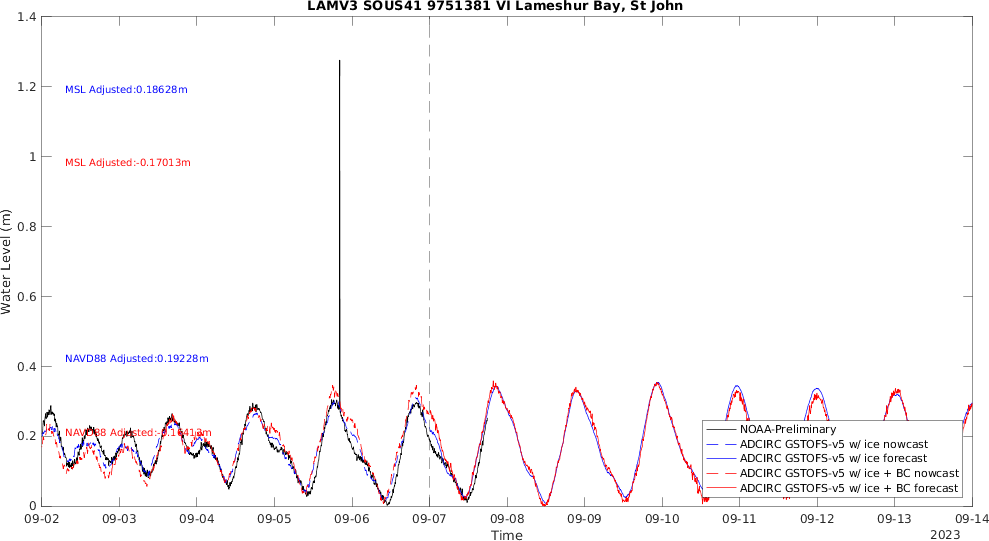 LAMV3 SOUS41 9751381 VI Lameshur Bay, St John
1.4
1.2
1
0.8
0.6
0.4
0.2
0
Water Level (m)
MSL Adjusted:0.18628m
MSL Adjusted:-0.17013m
NAVD88 Adjusted:0.19228m
NAVD88 Adjusted:-0.16413m
NOAA-Preliminary
ADCIRC GSTOFS-v5 w/ ice nowcast
ADCIRC GSTOFS-v5 w/ ice forecast
ADCIRC GSTOFS-v5 w/ ice + BC nowcast
ADCIRC GSTOFS-v5 w/ ice + BC forecast
09-02 09-03 09-04 09-05 09-06 09-07 09-08 09-09 09-10 09-11 09-12 09-13 09-14
Time
2023